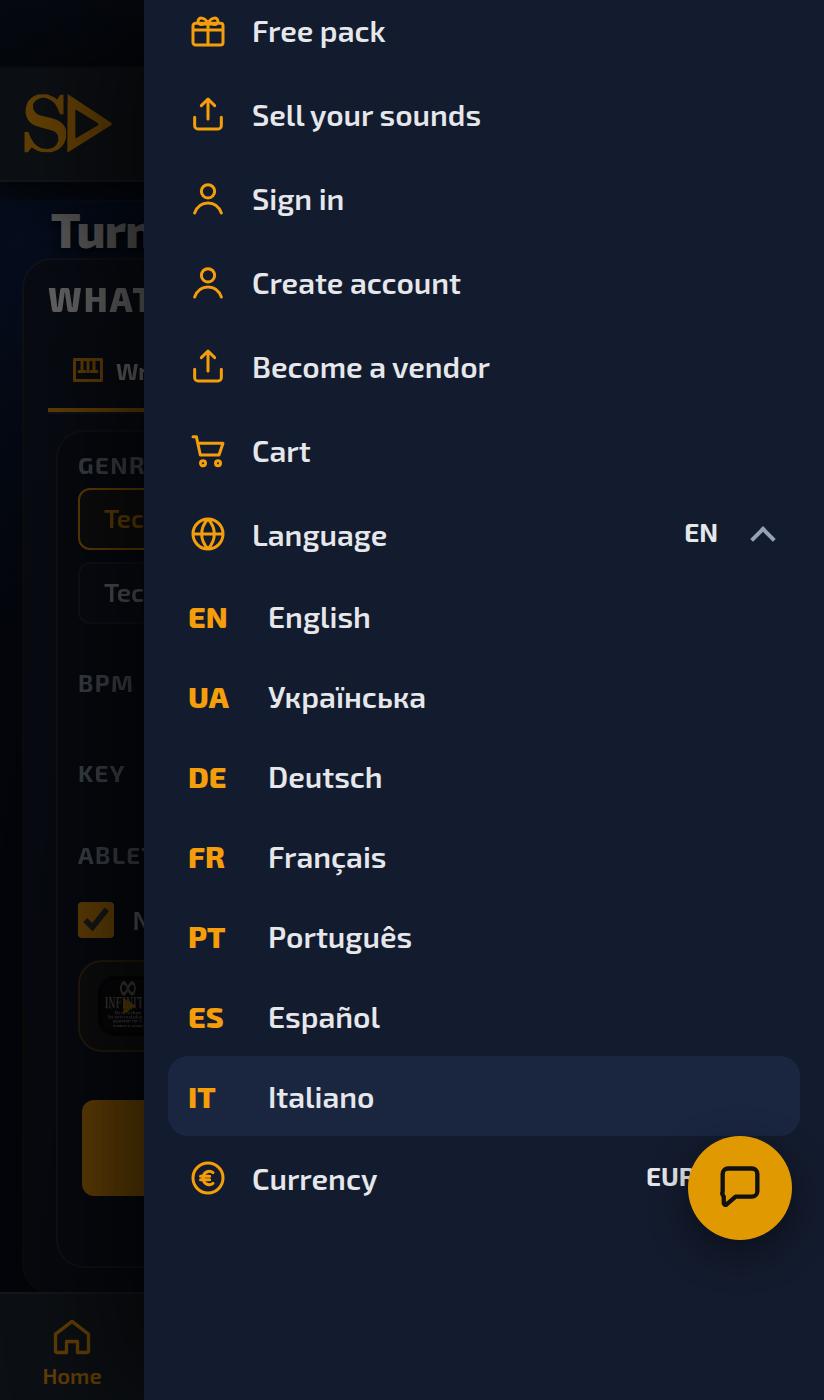 Free pack
Sell your sounds
Sign in
Create account
Become a vendor
Cart
Language EN
EN English
UA Українська
DE Deutsch
FR Français
PT Português
ES Español
IT Italiano
Currency EUR
BPM
KEY
Home